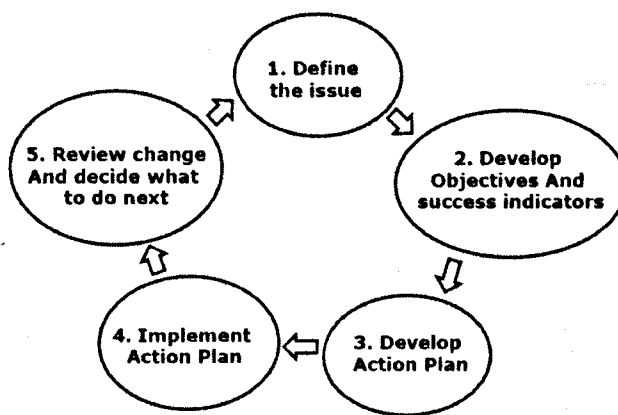 1. Define
the issue
2. Develop
Objectives And
success indicators
3. Develop
Action Plan
4. Implement
Action Plan
5. Review change
And decide what
to do next